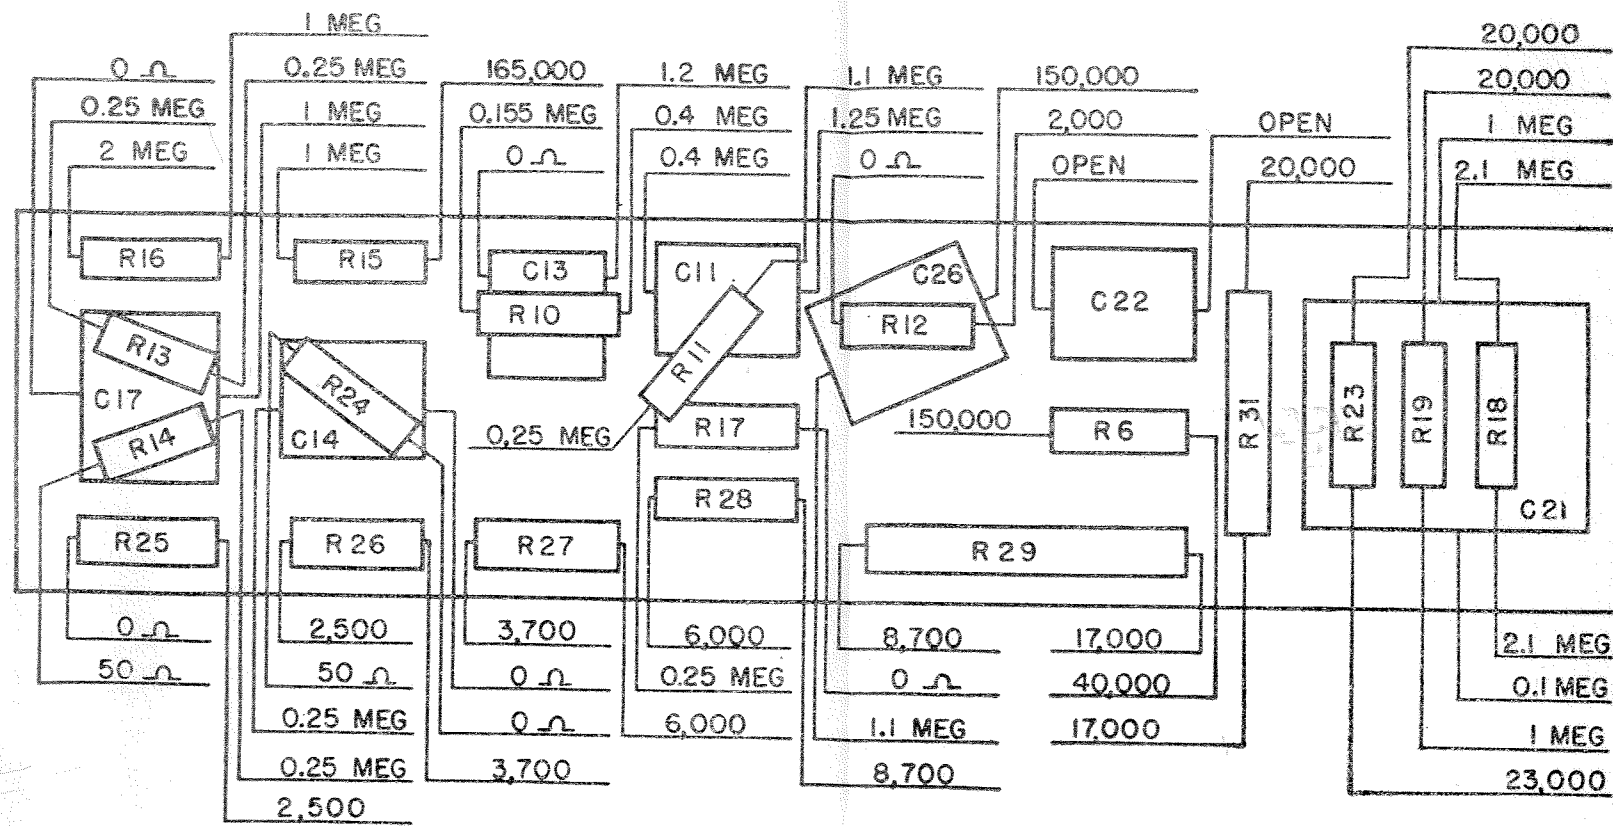 1 MEG
0 Ω
0.25 MEG
165,000
1.2 MEG
1.1 MEG
150,000
20,000
20,000
0.25 MEG
1 MEG
0.155 MEG
0.4 MEG
1.25 MEG
2,000
OPEN
1 MEG
2 MEG
1 MEG
0 Ω
0.4 MEG
0 Ω
OPEN
20,000
2.1 MEG
R16
R15
C13
C11
C26
C22
R10
R12
R13
R11
C17
R24
R14
C14
R17
0.25 MEG
150,000
R6
R31
R23
R19
R18
C21
R28
R25
R26
R27
R29
0 Ω
2,500
3,700
6,000
8,700
17,000
2.1 MEG
50 Ω
50 Ω
0 Ω
0.25 MEG
0 Ω
40,000
0.1 MEG
0.25 MEG
0 Ω
6,000
1.1 MEG
17,000
1 MEG
0.25 MEG
3,700
8,700
23,000
2,500